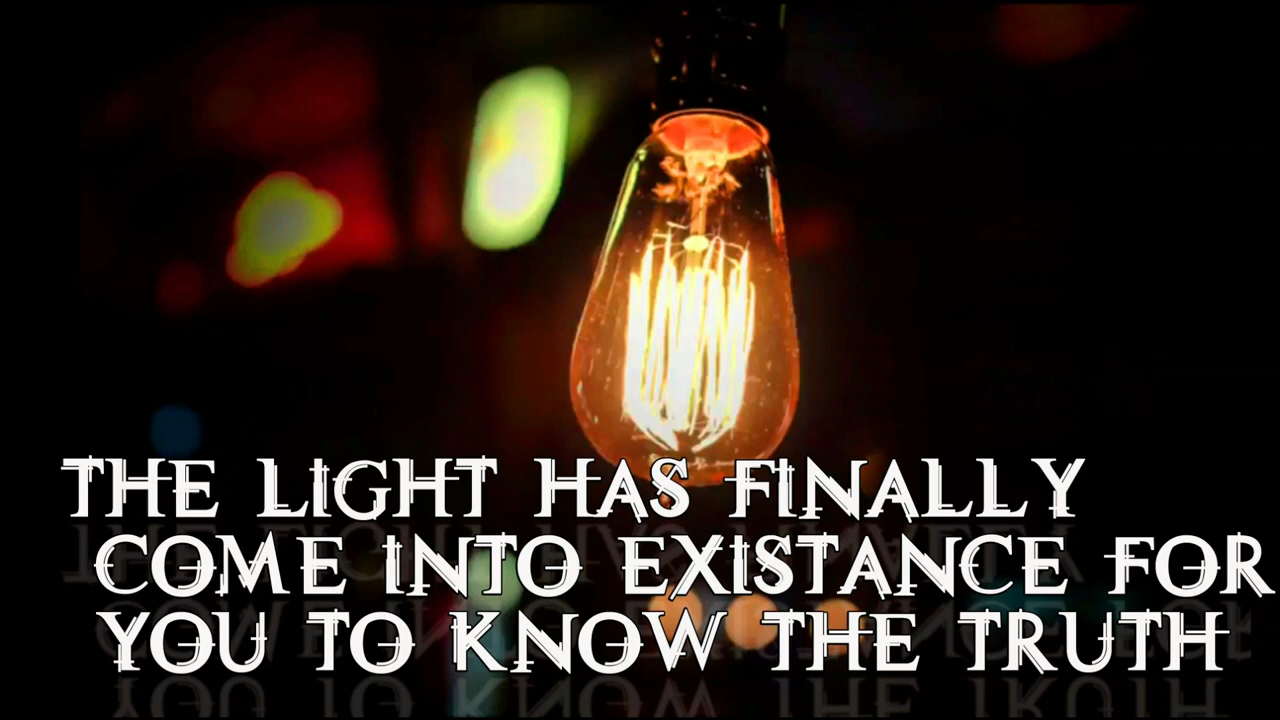 THE LIGHT HAS FINALLY
COME INTO EXISTANCE FOR
YOU TO KNOW THE TRUTH